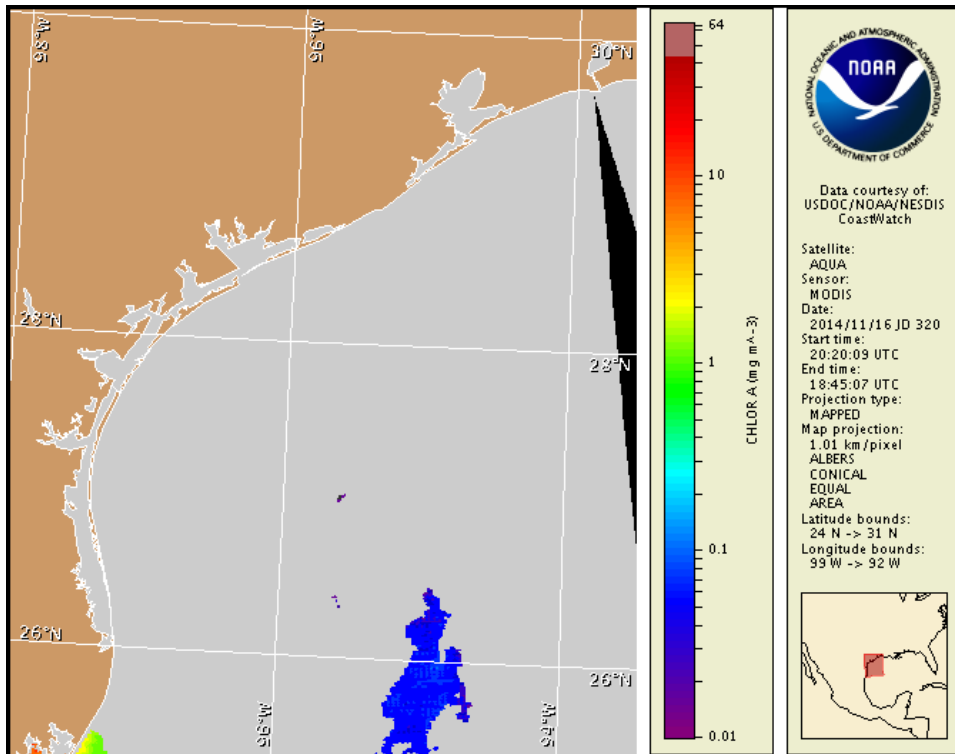 98°W
96°W
30°N
28°N
28°N
26°N
26°N
96°W
94°W
64
10
1
0.1
0.01
CHLOR A (mg m^-3)
NATIONAL OCEANIC AND ATMOSPHERIC ADMINISTRATION
NOAA
U.S. DEPARTMENT OF COMMERCE
Data courtesy of:
USDOC/NOAA/NESDIS
CoastWatch
Satellite:
AQUA
Sensor:
MODIS
Date:
2014/11/16 JD 320
Start time:
20:20:09 UTC
End time:
18:45:07 UTC
Projection type:
MAPPED
Map projection:
1.01 km/pixel
ALBERS
CONICAL
EQUAL
AREA
Latitude bounds:
24 N -> 31 N
Longitude bounds:
99 W -> 92 W